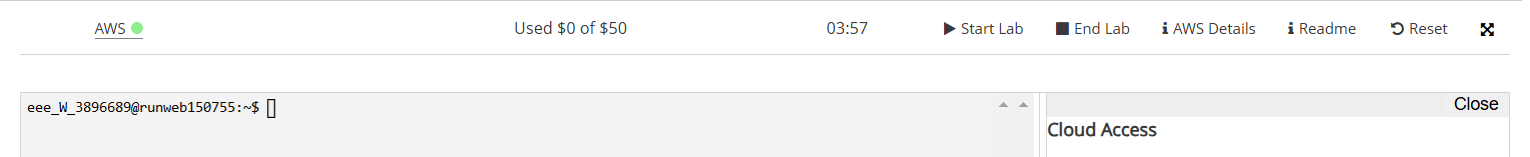 AWS Used $0 of $50 03:57 Start Lab End Lab AWS Details Readme Reset
eee_W_3896689@runweb150755:~$
Close
Cloud Access